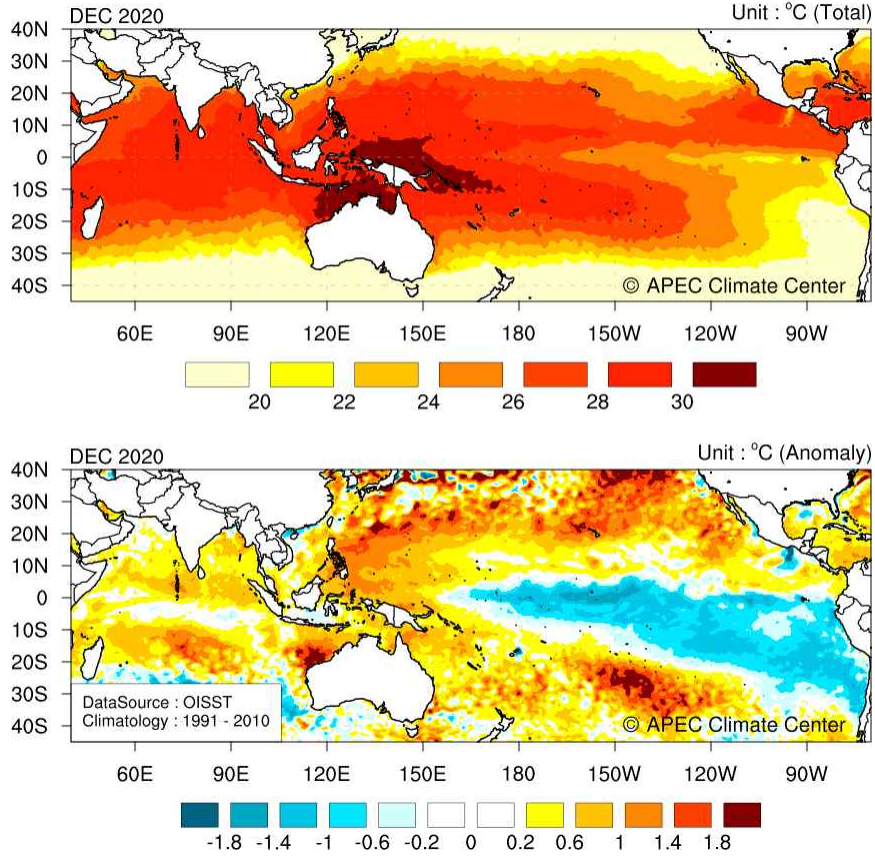 DEC 2020 Unit : °C (Total)
40N
30N
20N
10N
0
10S
20S
30S
40S
© APEC Climate Center
60E 90E 120E 150E 180 150W 120W 90W
20 22 24 26 28 30
DEC 2020 Unit : °C (Anomaly)
40N
30N
20N
10N
0
10S
20S
30S
40S
DataSource : OISST
Climatology : 1991 - 2010
© APEC Climate Center
60E 90E 120E 150E 180 150W 120W 90W
-1.8 -1.4 -1 -0.6 -0.2 0 0.2 0.6 1 1.4 1.8